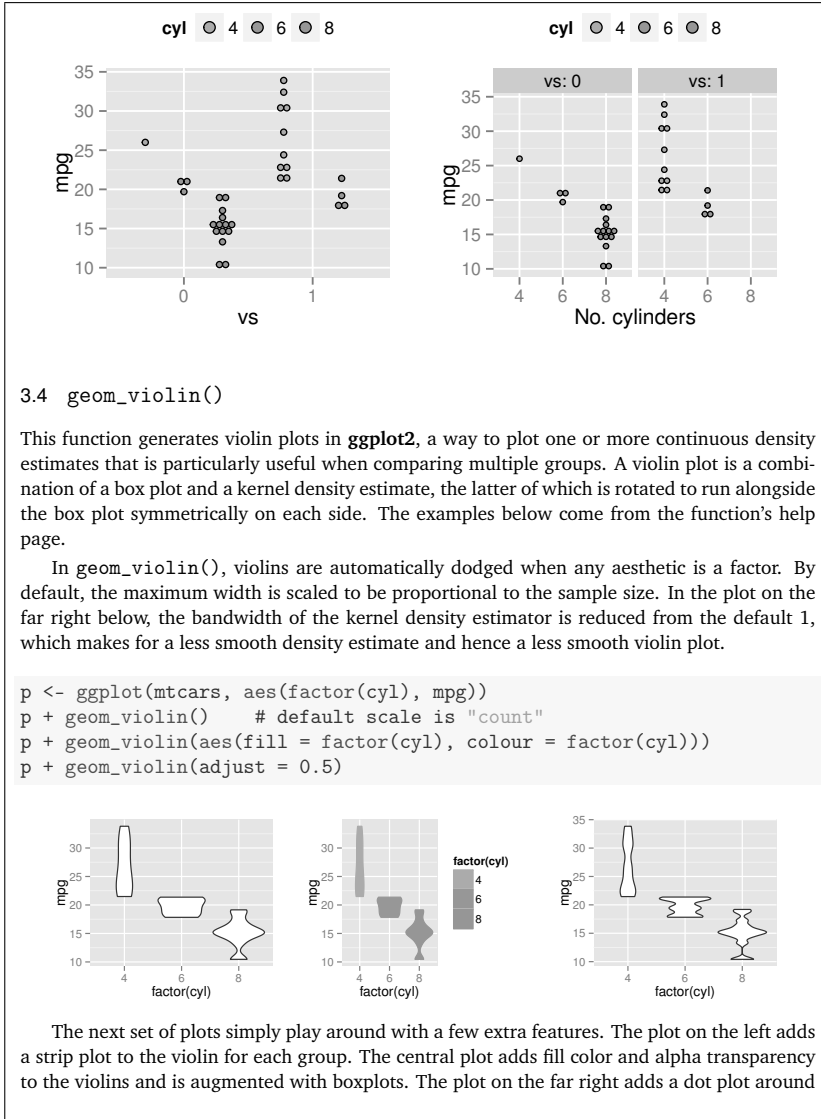 cyl 4 6 8
35
30
25
20
15
10
mpg
0 1
vs
cyl 4 6 8
vs: 0 vs: 1
35
30
25
20
15
10
mpg
4 6 8 4 6 8
No. cylinders
3.4 geom_violin()
This function generates violin plots in ggplot2, a way to plot one or more continuous density
estimates that is particularly useful when comparing multiple groups. A violin plot is a combi-
nation of a box plot and a kernel density estimate, the latter of which is rotated to run alongside
the box plot symmetrically on each side. The examples below come from the function's help
page.
In geom_violin(), violins are automatically dodged when any aesthetic is a factor. By
default, the maximum width is scaled to be proportional to the sample size. In the plot on the
far right below, the bandwidth of the kernel density estimator is reduced from the default 1,
which makes for a less smooth density estimate and hence a less smooth violin plot.
p <- ggplot(mtcars, aes(factor(cyl), mpg))
p + geom_violin() # default scale is "count"
p + geom_violin(aes(fill = factor(cyl), colour = factor(cyl)))
p + geom_violin(adjust = 0.5)
30
25
20
15
10
mpg
4 6 8
factor(cyl)
30
25
20
15
10
mpg
4 6 8
factor(cyl)
factor(cyl)
4
6
8
35
30
25
20
15
10
mpg
4 6 8
factor(cyl)
The next set of plots simply play around with a few extra features. The plot on the left adds
a strip plot to the violin for each group. The central plot adds fill color and alpha transparency
to the violins and is augmented with boxplots. The plot on the far right adds a dot plot around